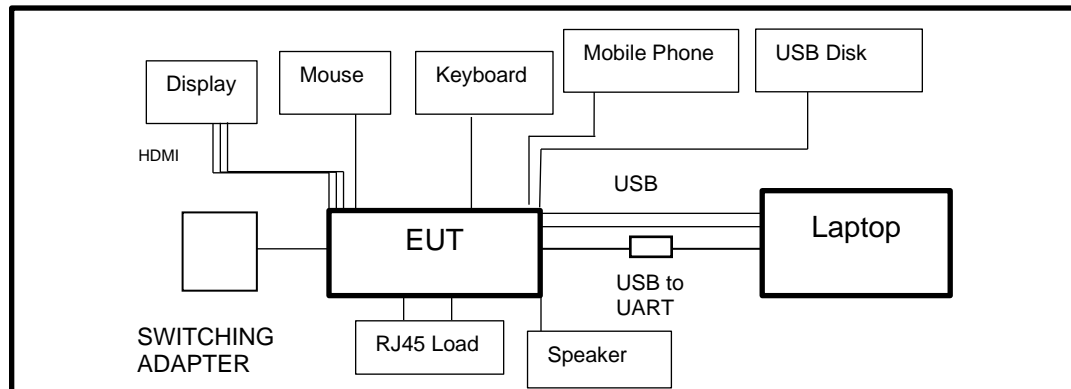 Mobile Phone
USB Disk
Mouse
Keyboard
Display
HDMI
USB
EUT
Laptop
USB to
UART
SWITCHING
ADAPTER
RJ45 Load
Speaker